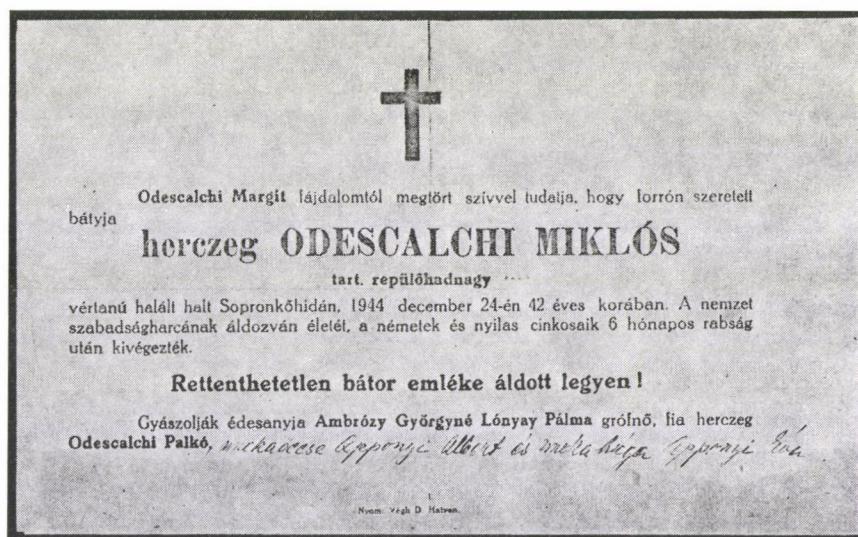 Odescalchi Margit fájdalomtól megtört szívvel tudatja, hogy forrón szeretett
bátyja
herczeg ODESCALCHI MIKLÓS
tart. repülőhadnagy
vértanú halált halt Sopronkőhidán, 1944 december 24-én 42 éves korában. A nemzet
szabadságharcának áldozván életét, a németek és nyilas cinkosaik 6 hónapos rabság
után kivégezték.
Rettenthetetlen bátor emléke áldott legyen !
Gyászolják édesanyja Ambrózy Györgyné Lónyay Pálma grófnő, fia herczeg
Odescalchi Palkó, unokaöccse Apponyi Albert és unokahúga Apponyi Éva
Nyom. Végh D. Hatvan.